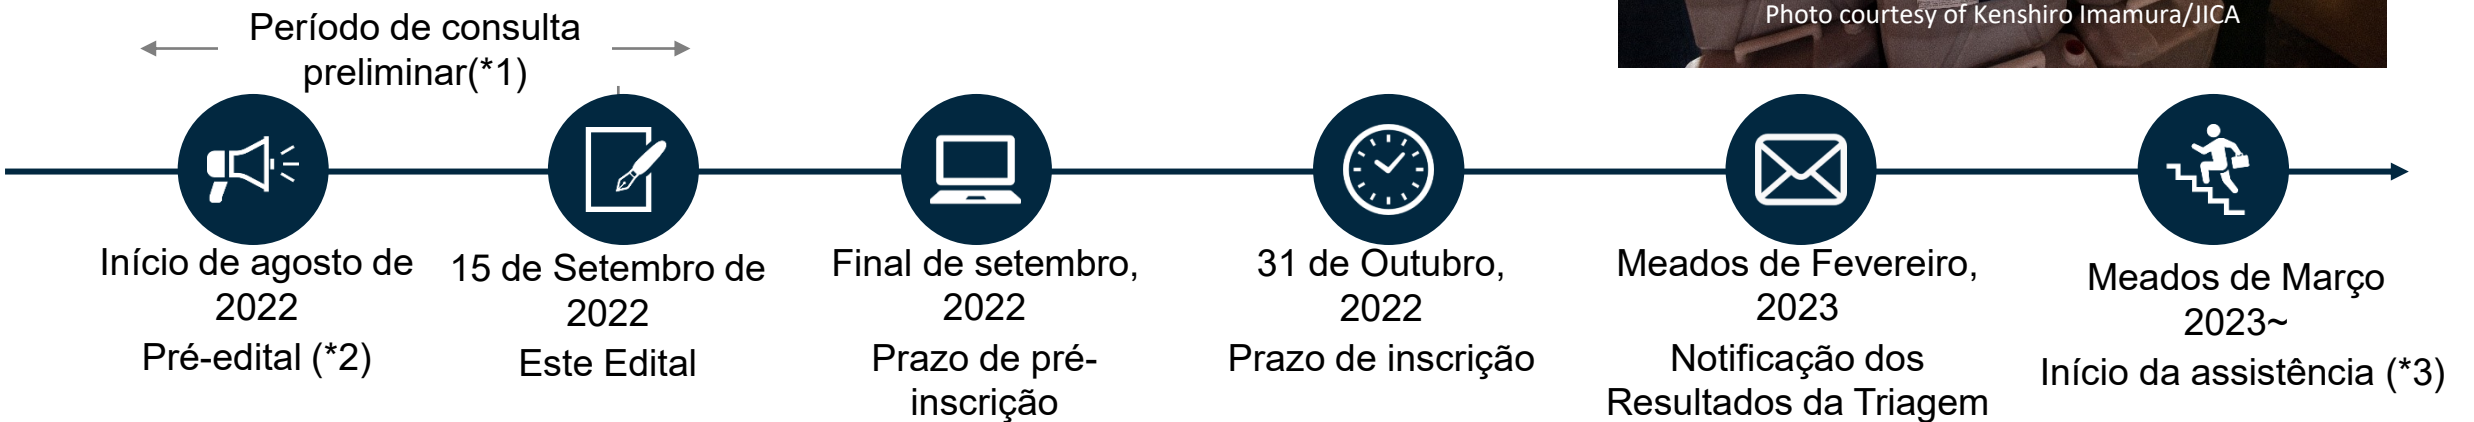 Photo courtesy of Kenshiro Imamura/JICA
Período de consulta
preliminar(*1)
Início de agosto de
2022
Pré-edital (*2)
15 de Setembro de
2022
Este Edital
Final de setembro,
2022
Prazo de pré-
inscrição
31 de Outubro,
2022
Prazo de inscrição
Meados de Fevereiro,
2023
Notificação dos
Resultados da Triagem
Meados de Março
2023~
Início da assistência (*3)